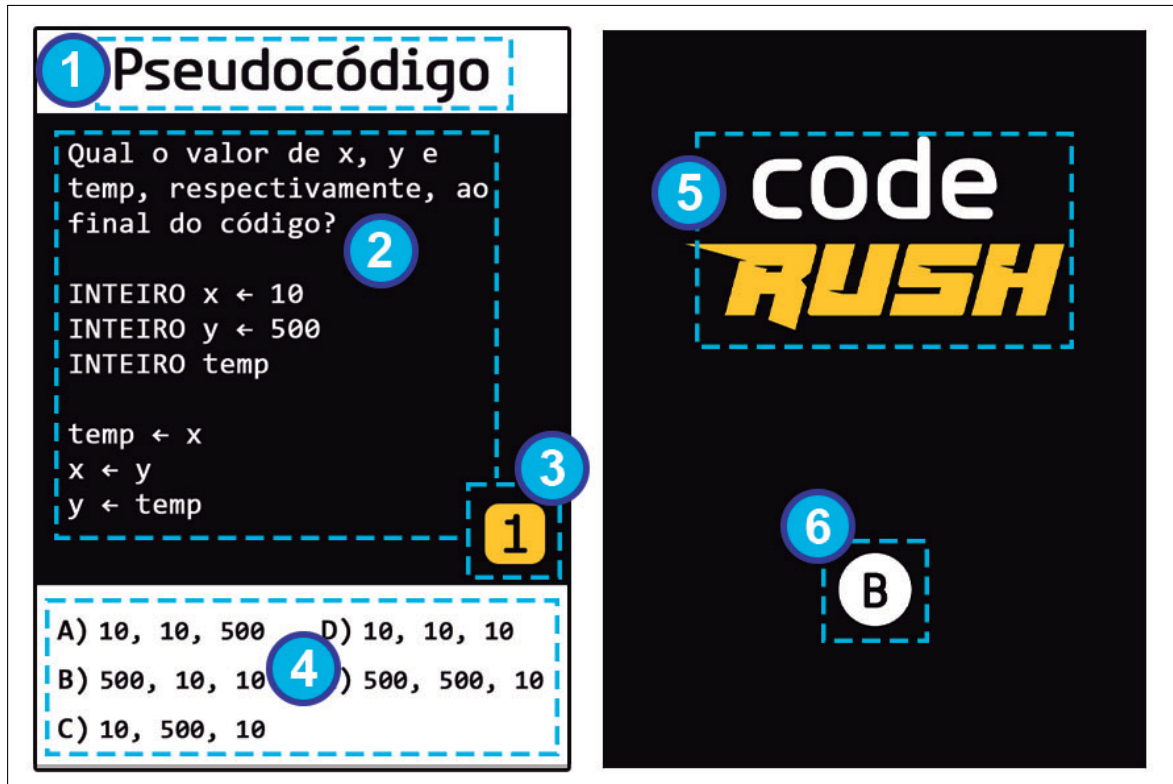 1
Pseudocódigo
Qual o valor de x, y e
temp, respectivamente, ao
final do código?
2
INTEIRO x ← 10
INTEIRO y ← 500
INTEIRO temp
temp ← x
x ← y
y ← temp
3
1
A) 10, 10, 500 D) 10, 10, 10
B) 500, 10, 10 ) 500, 500, 10
C) 10, 500, 10
4
5
code
RUSH
6
B